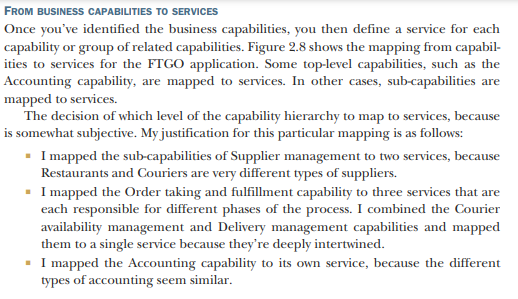 FROM BUSINESS CAPABILITIES TO SERVICES
Once you've identified the business capabilities, you then define a service for each
capability or group of related capabilities. Figure 2.8 shows the mapping from capabil-
ities to services for the FTGO application. Some top-level capabilities, such as the
Accounting capability, are mapped to services. In other cases, sub-capabilities are
mapped to services.
The decision of which level of the capability hierarchy to map to services, because
is somewhat subjective. My justification for this particular mapping is as follows:
▪ I mapped the sub-capabilities of Supplier management to two services, because
Restaurants and Couriers are very different types of suppliers.
▪ I mapped the Order taking and fulfillment capability to three services that are
each responsible for different phases of the process. I combined the Courier
availability management and Delivery management capabilities and mapped
them to a single service because they're deeply intertwined.
▪ I mapped the Accounting capability to its own service, because the different
types of accounting seem similar.